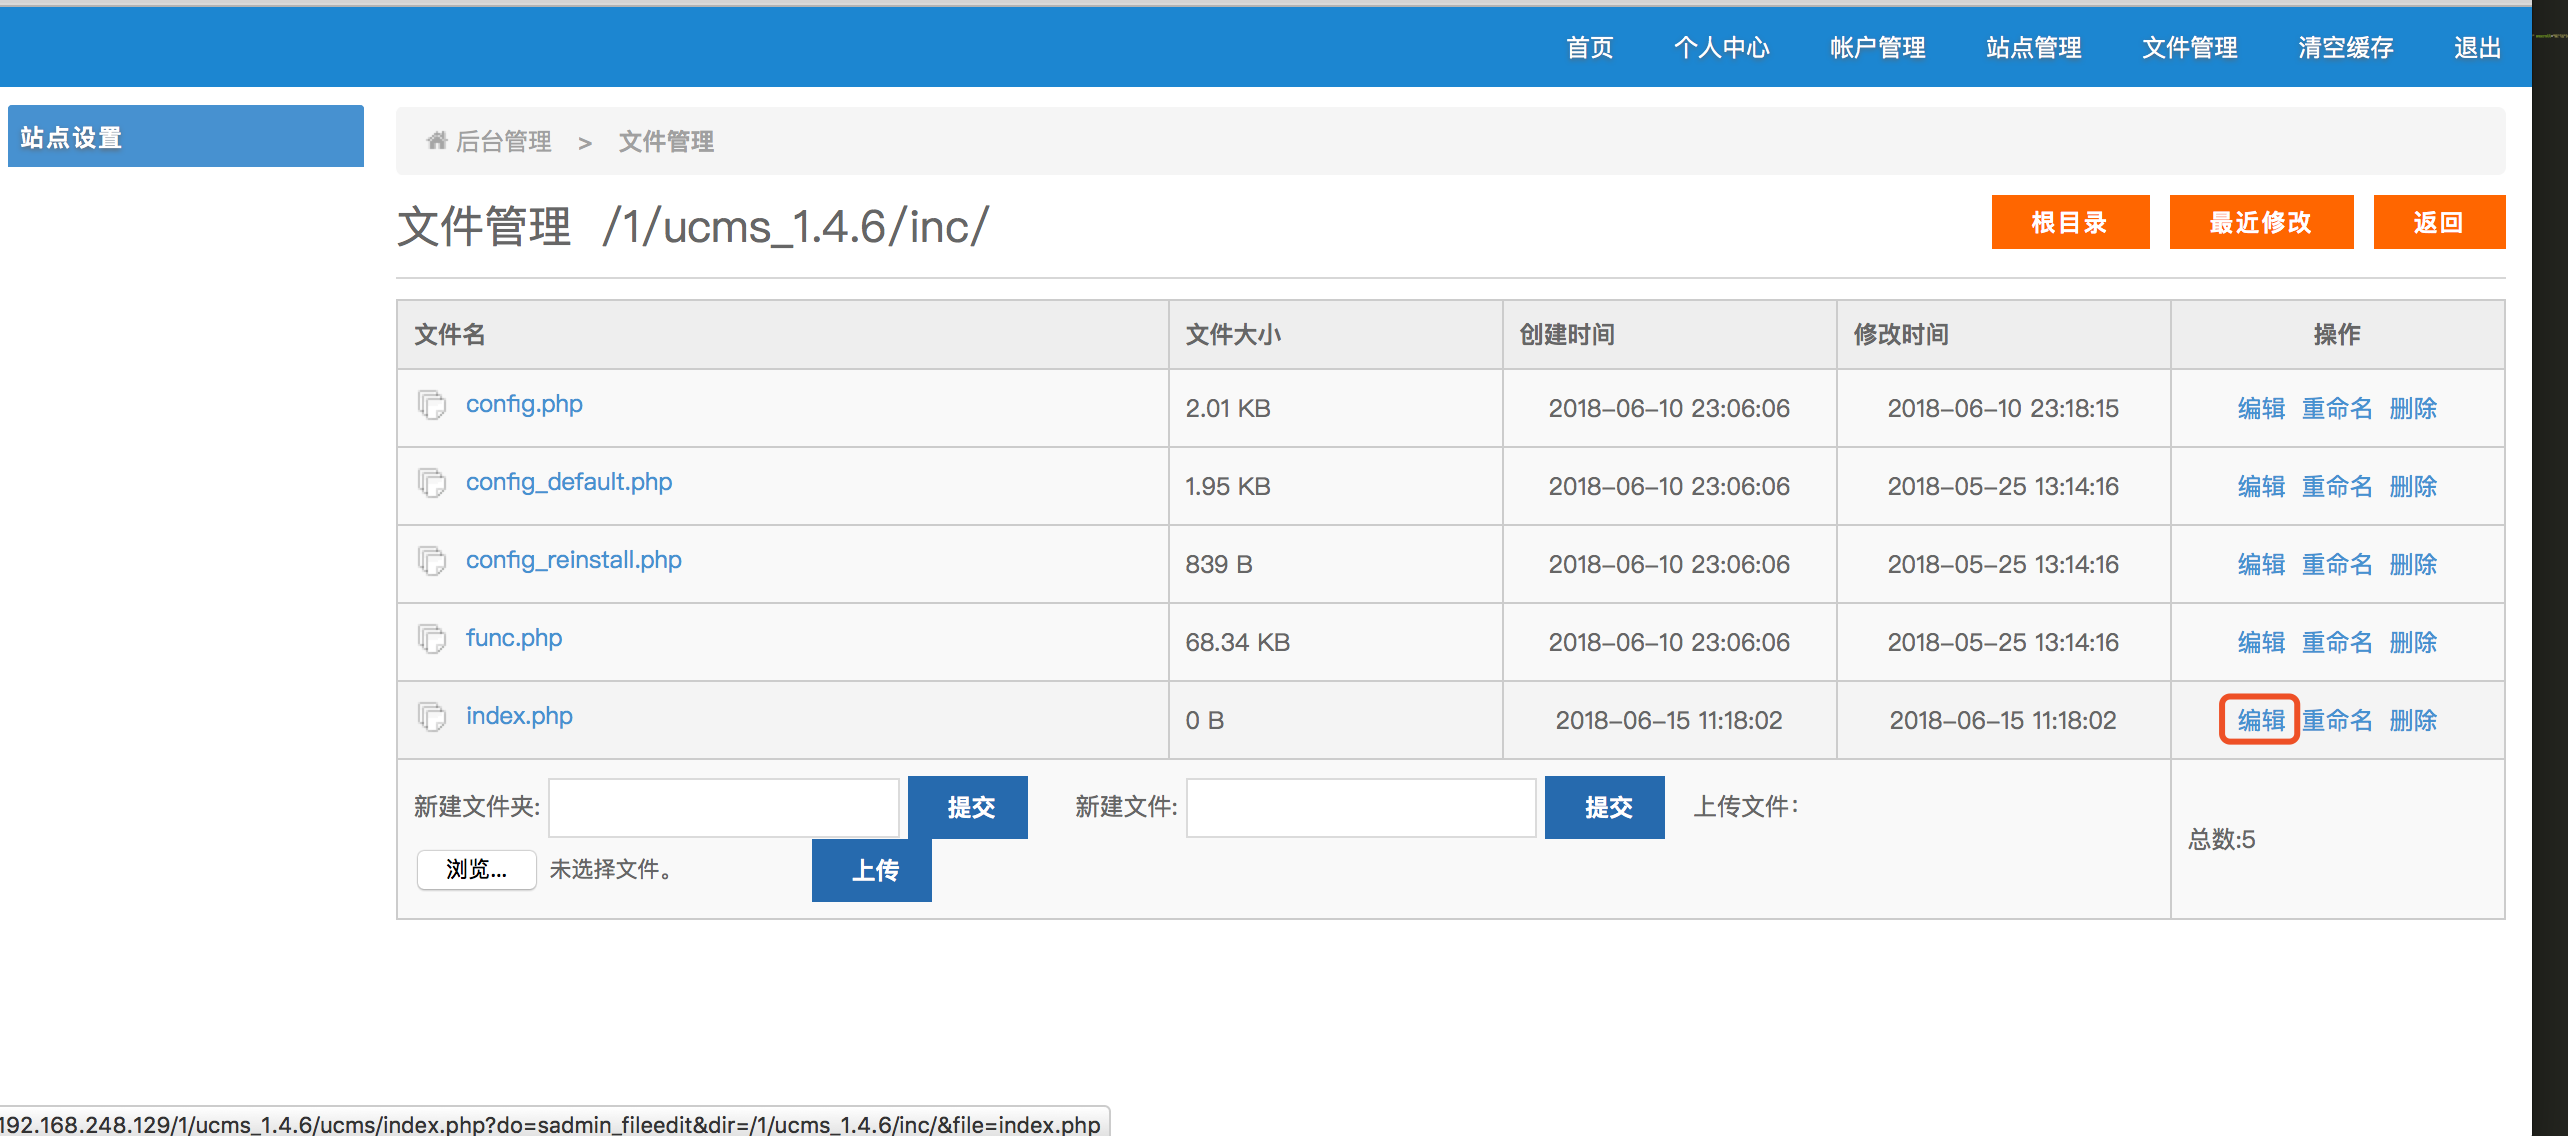 首页 个人中心 帐户管理 站点管理 文件管理 清空缓存 退出
站点设置
后台管理 > 文件管理
文件管理 /1/ucms_1.4.6/inc/
根目录 最近修改 返回
文件名 文件大小 创建时间 修改时间 操作
config.php 2.01 KB 2018-06-10 23:06:06 2018-06-10 23:18:15 编辑 重命名 删除
config_default.php 1.95 KB 2018-06-10 23:06:06 2018-05-25 13:14:16 编辑 重命名 删除
config_reinstall.php 839 B 2018-06-10 23:06:06 2018-05-25 13:14:16 编辑 重命名 删除
func.php 68.34 KB 2018-06-10 23:06:06 2018-05-25 13:14:16 编辑 重命名 删除
index.php 0 B 2018-06-15 11:18:02 2018-06-15 11:18:02 编辑 重命名 删除
新建文件夹: 提交 新建文件: 提交 上传文件：
浏览... 未选择文件。 上传
总数:5
192.168.248.129/1/ucms_1.4.6/ucms/index.php?do=sadmin_fileedit&dir=/1/ucms_1.4.6/inc/&file=index.php